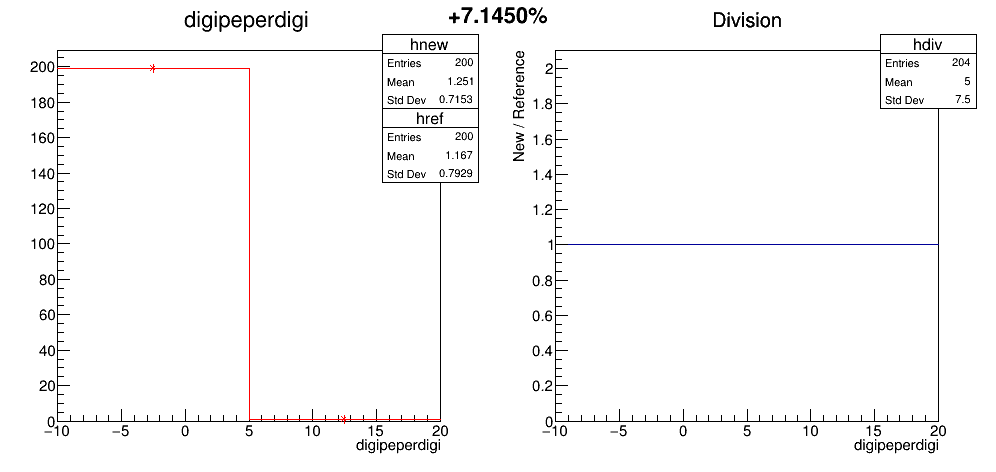 +7.1450%
digipeperdigi
hnew
Entries 200
Mean 1.251
Std Dev 0.7153
href
Entries 200
Mean 1.167
Std Dev 0.7929
200
180
160
140
120
100
80
60
40
20
0
−10 −5 0 5 10 15 20
digipeperdigi
Division
hdiv
Entries 204
Mean 5
Std Dev 7.5
New / Reference
2
1.8
1.6
1.4
1.2
1
0.8
0.6
0.4
0.2
0
−10 −5 0 5 10 15 20
digipeperdigi